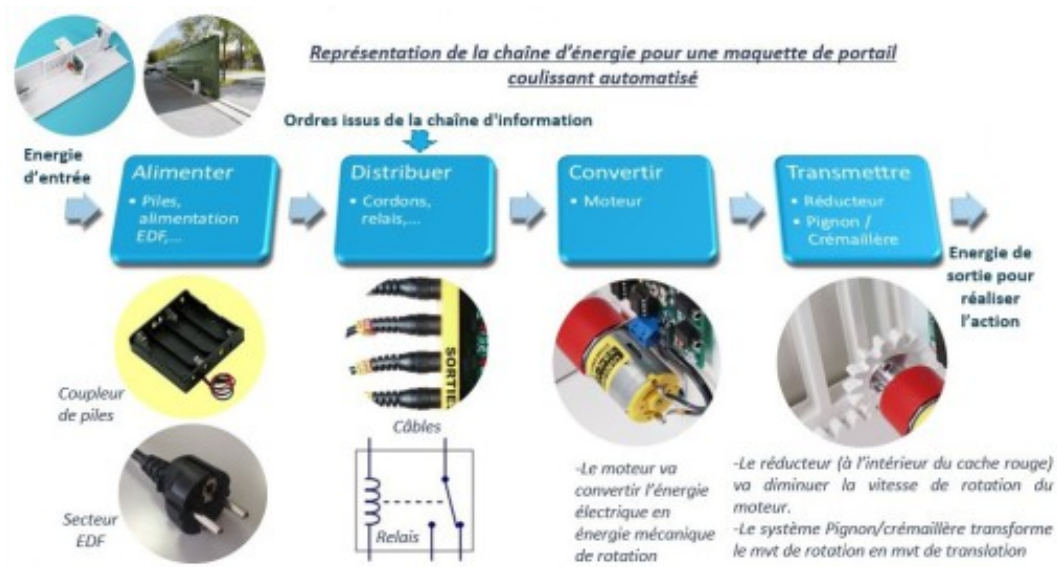 Représentation de la chaîne d'énergie pour une maquette de portail
coulissant automatisé
Ordres issus de la chaîne d'information
Energie
d'entrée
Alimenter
• Piles,
alimentation
EDF,...
Distribuer
• Cordons,
relais,...
Convertir
• Moteur
Transmettre
• Réducteur
• Pignon /
Crémaillère
Energie de
sortie pour
réaliser
l'action
Coupleur
de piles
SORTIE
Câbles
Secteur
EDF
Relais
-Le moteur va
convertir l'énergie
électrique en
énergie mécanique
de rotation
-Le réducteur (à l'intérieur du cache rouge)
va diminuer la vitesse de rotation du
moteur.
-Le système Pignon/crémaillère transforme
le mvt de rotation en mvt de translation